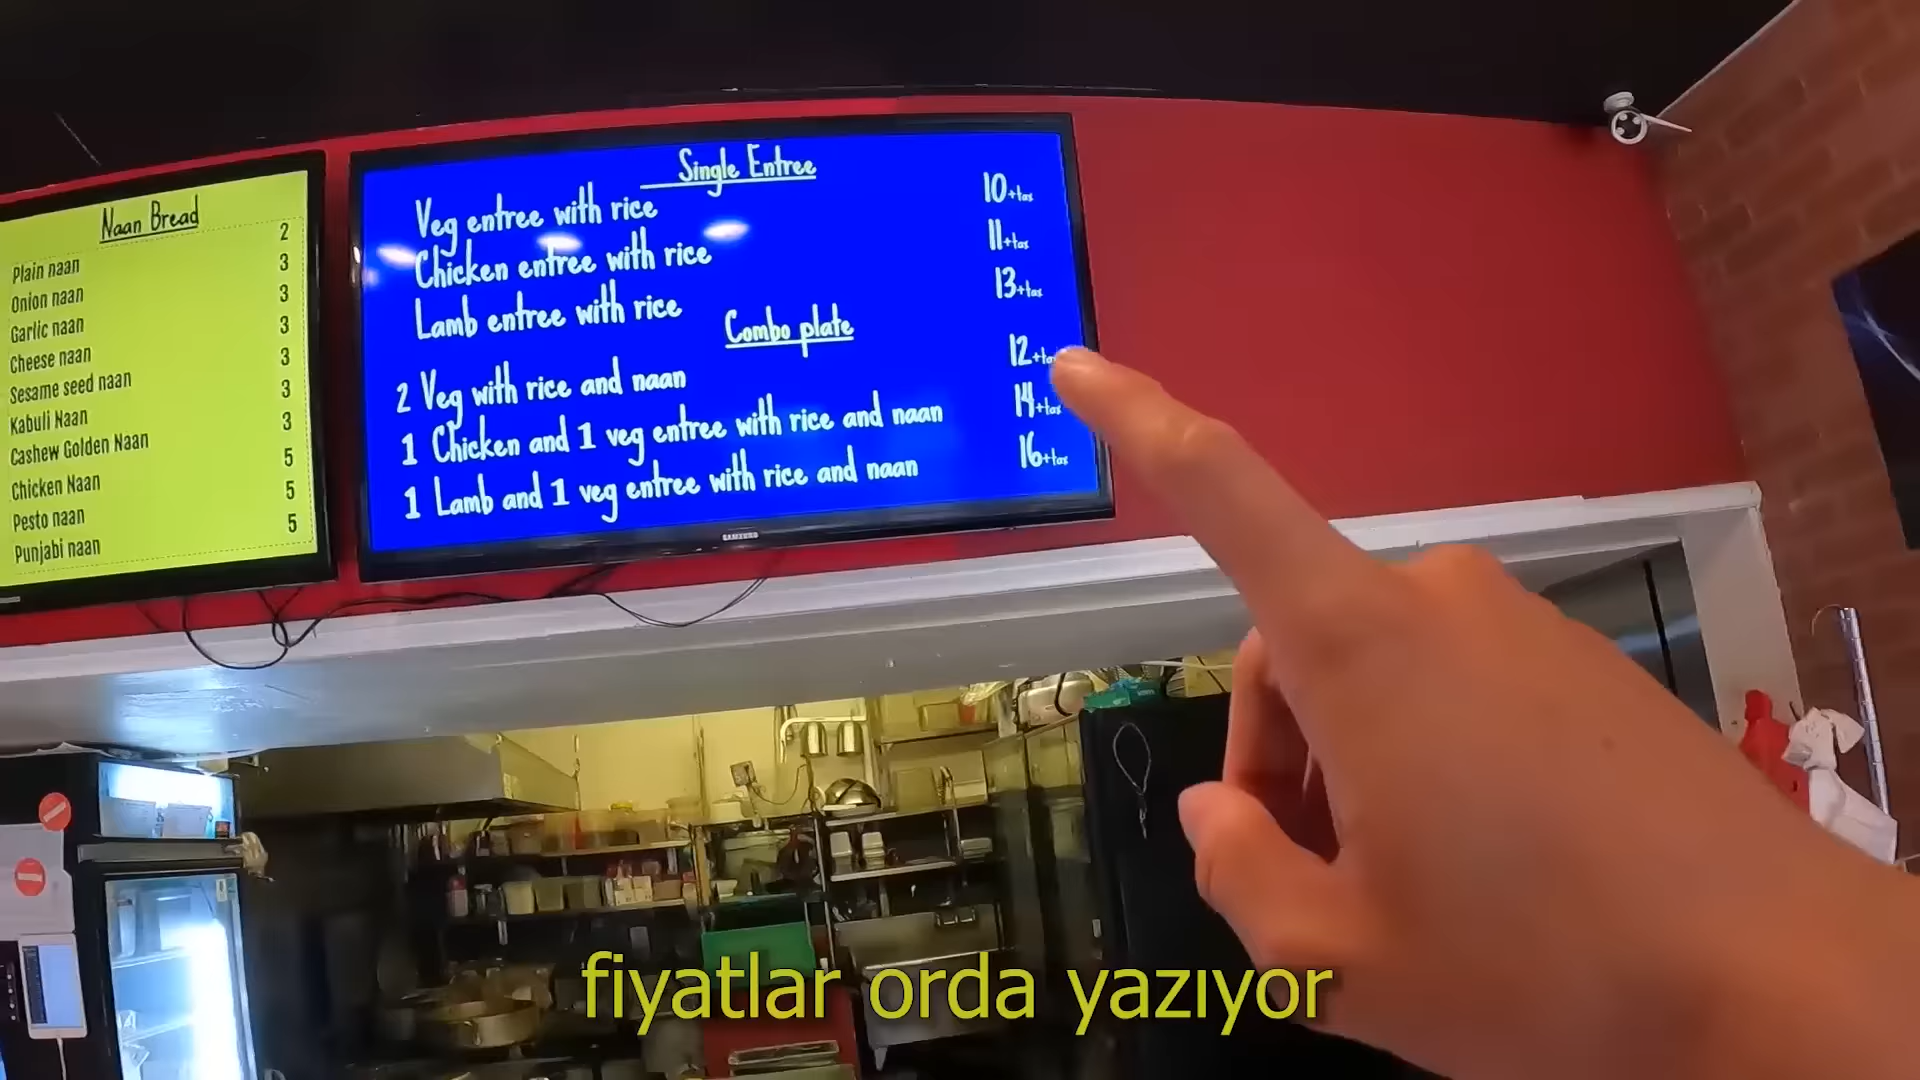 Naan Bread
Plain naan 2
Onion naan 3
Garlic naan 3
Cheese naan 3
Sesame seed naan 3
Kabuli Naan 3
Cashew Golden Naan 3
Chicken Naan 5
Pesto naan 5
Punjabi naan 5
Single Entree
Veg entree with rice 10+tax
Chicken entree with rice 11+tax
Lamb entree with rice 13+tax
Combo plate
2 Veg with rice and naan 12+tax
1 Chicken and 1 veg entree with rice and naan 14+tax
1 Lamb and 1 veg entree with rice and naan 16+tax
SAMSUNG
fiyatlar orda yazıyor